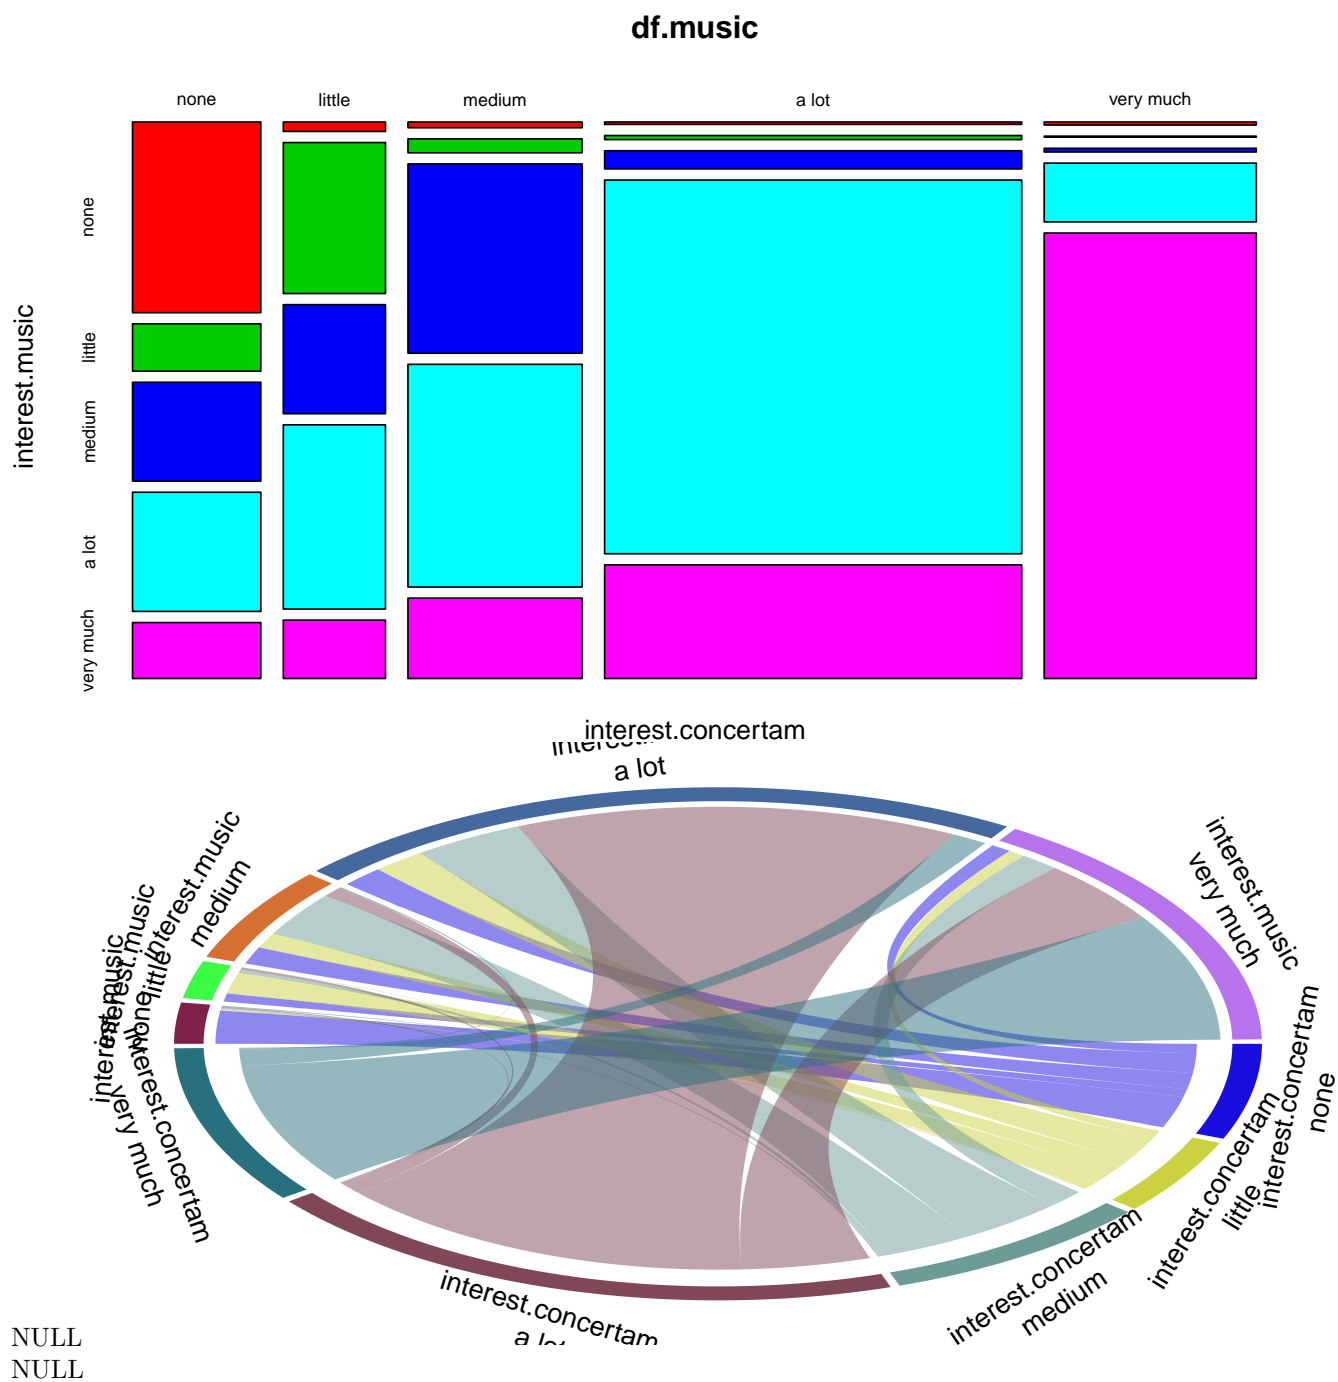 df.music
none little medium a lot very much
none
little
medium
a lot
very much
interest.music
interest.concertam
a lot
interest.music
very much
interest.music
medium
interest.music
little
interest.music
none
interest.concertam
very much
interest.concertam
none
interest.concertam
little
interest.concertam
medium
interest.concertam
a lot
NULL
NULL